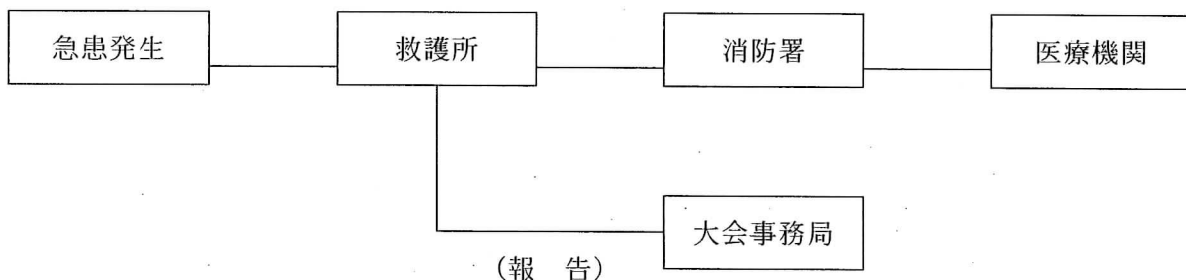 急患発生
救護所
消防署
医療機関
大会事務局
(報　告)